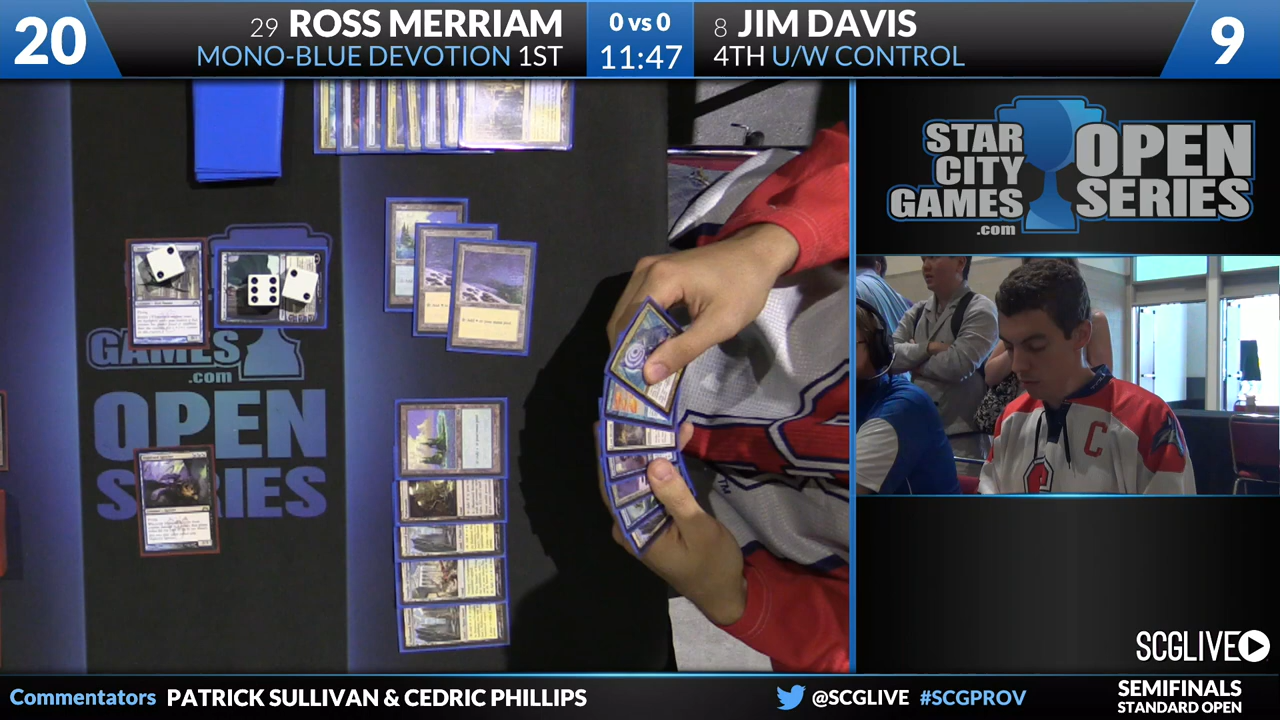 20
29 ROSS MERRIAM
MONO-BLUE DEVOTION 1ST
0 vs 0
11:47
8 JIM DAVIS
4TH U/W CONTROL
9
STAR
CITY
GAMES
.com
OPEN
SERIES
GAMES
.com
OPEN
SERIES
C
TM
SCGLIVE
Commentators PATRICK SULLIVAN & CEDRIC PHILLIPS
@SCGLIVE #SCGPROV
SEMIFINALS
STANDARD OPEN